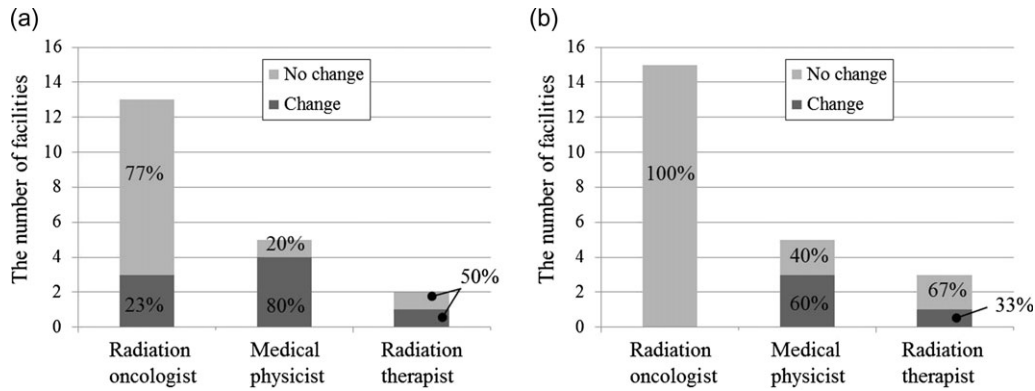 (a)
The number of facilities
16
14
12
10
8
6
4
2
0
No change
Change
77%
23%
20%
80%
50%
Radiation oncologist
Medical physicist
Radiation therapist
(b)
The number of facilities
16
14
12
10
8
6
4
2
0
No change
Change
100%
40%
60%
67%
33%
Radiation oncologist
Medical physicist
Radiation therapist